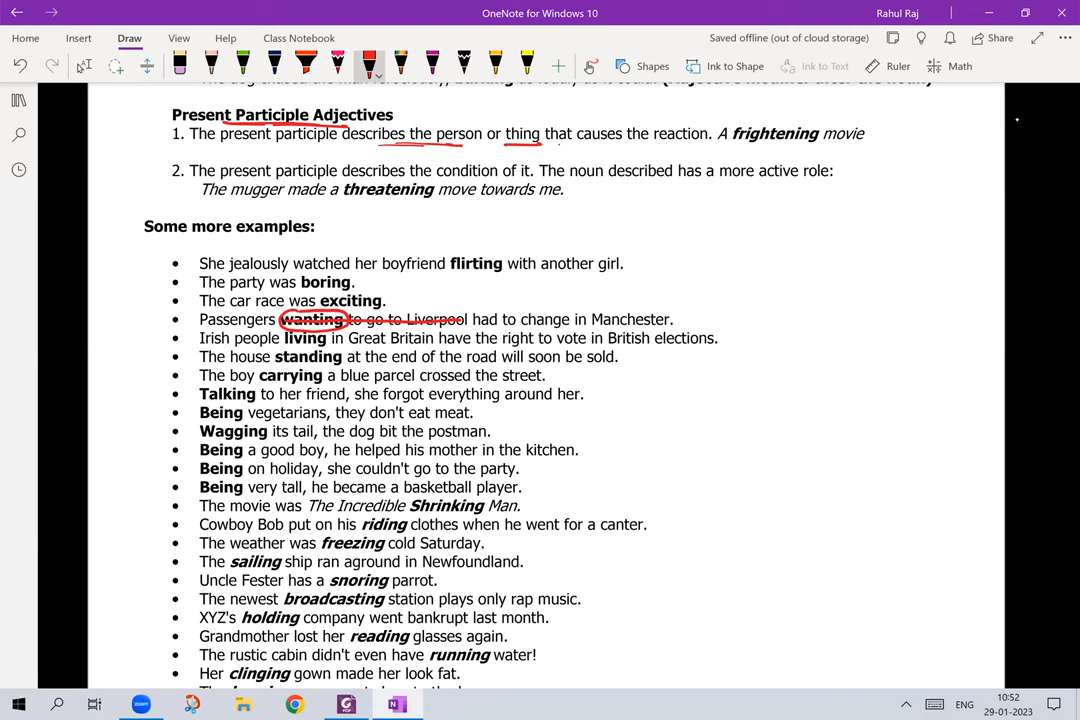 OneNote for Windows 10
Rahul Raj
Home Insert Draw View Help Class Notebook
Saved offline (out of cloud storage) Share
Shapes Ink to Shape Ink to Text Ruler Math
Present Participle Adjectives
1. The present participle describes the person or thing that causes the reaction. A frightening movie
2. The present participle describes the condition of it. The noun described has a more active role:
The mugger made a threatening move towards me.
Some more examples:
• She jealously watched her boyfriend flirting with another girl.
• The party was boring.
• The car race was exciting.
• Passengers wanting to go to Liverpool had to change in Manchester.
• Irish people living in Great Britain have the right to vote in British elections.
• The house standing at the end of the road will soon be sold.
• The boy carrying a blue parcel crossed the street.
• Talking to her friend, she forgot everything around her.
• Being vegetarians, they don't eat meat.
• Wagging its tail, the dog bit the postman.
• Being a good boy, he helped his mother in the kitchen.
• Being on holiday, she couldn't go to the party.
• Being very tall, he became a basketball player.
• The movie was The Incredible Shrinking Man.
• Cowboy Bob put on his riding clothes when he went for a canter.
• The weather was freezing cold Saturday.
• The sailing ship ran aground in Newfoundland.
• Uncle Fester has a snoring parrot.
• The newest broadcasting station plays only rap music.
• XYZ's holding company went bankrupt last month.
• Grandmother lost her reading glasses again.
• The rustic cabin didn't even have running water!
• Her clinging gown made her look fat.
zoom
ENG
10:52
29-01-2023